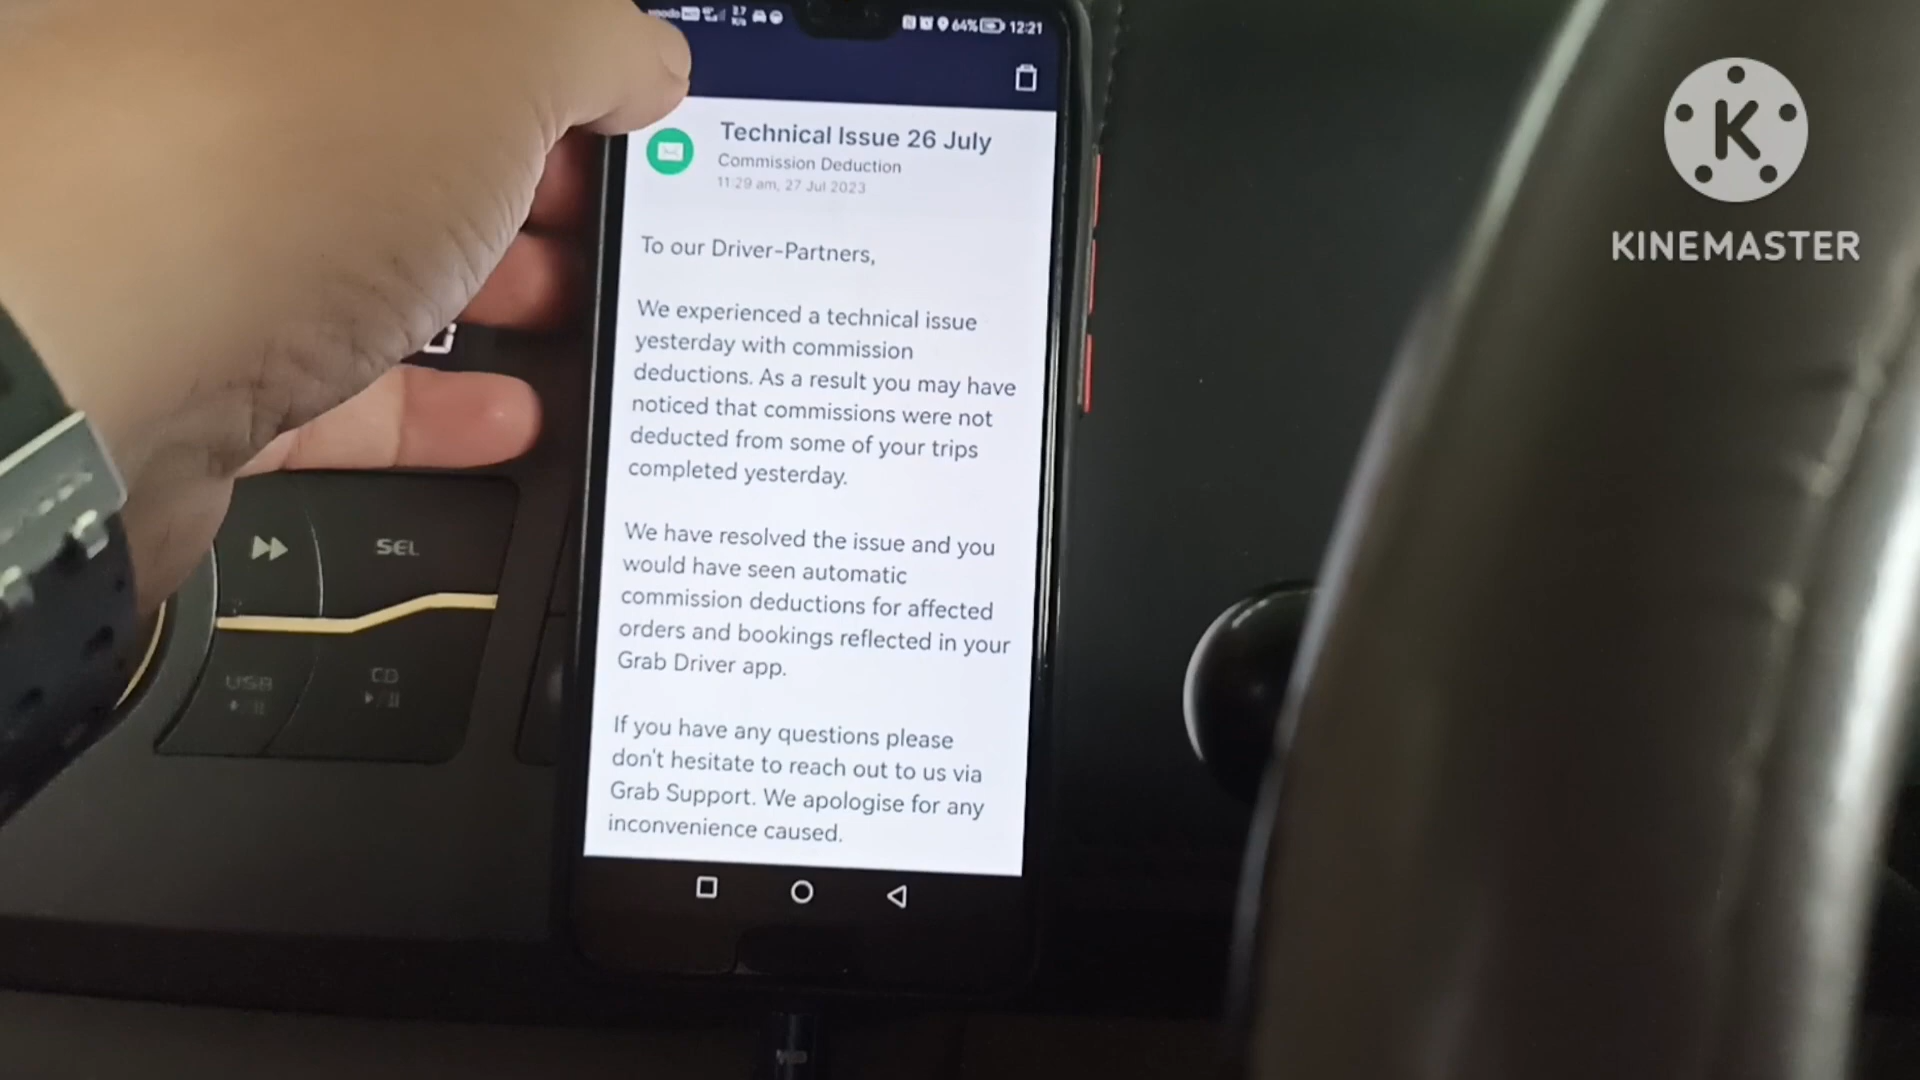 64% 12:21
Technical Issue 26 July
Commission Deduction
11:29 am, 27 Jul 2023
To our Driver-Partners,
We experienced a technical issue
yesterday with commission
deductions. As a result you may have
noticed that commissions were not
deducted from some of your trips
completed yesterday.
We have resolved the issue and you
would have seen automatic
commission deductions for affected
orders and bookings reflected in your
Grab Driver app.
If you have any questions please
don't hesitate to reach out to us via
Grab Support. We apologise for any
inconvenience caused.
SEL
USB
CD
K
KINEMASTER